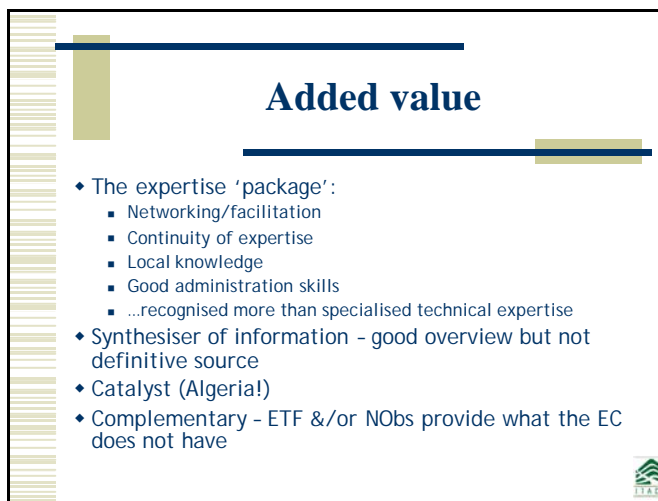 Added value
◆ The expertise ‘package’:
■ Networking/facilitation
■ Continuity of expertise
■ Local knowledge
■ Good administration skills
■ …recognised more than specialised technical expertise
◆ Synthesiser of information – good overview but not
definitive source
◆ Catalyst (Algeria!)
◆ Complementary – ETF &/or NObs provide what the EC
does not have
ITAD